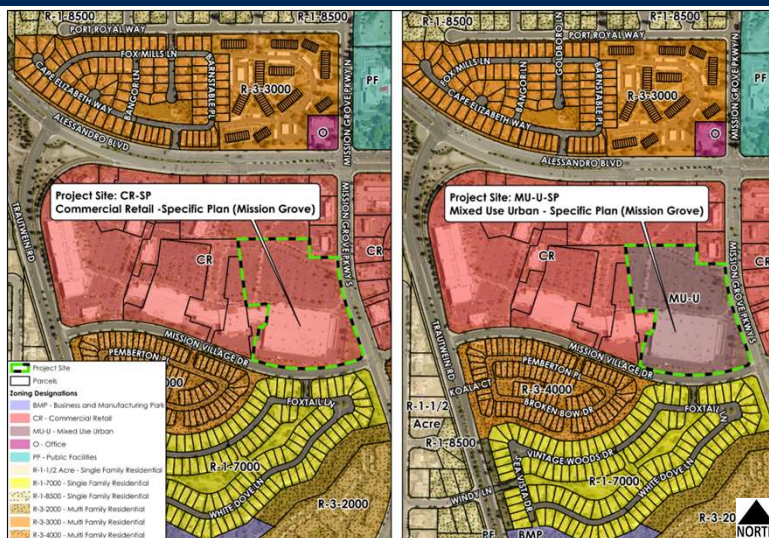 R-1-8500
R-1-8500
PORT ROYAL WAY
FOX MILLS LN
CAPE ELIZABETH WAY
BANGOR LN
BARNSTABLE PL
R-3-3000
PF
O
MISSION GROVE PKWY N
ALESSANDRO BLVD
Project Site: CR-SP
Commercial Retail -Specific Plan (Mission Grove)
TRAUTWEIN RD
CR
CR
MISSION GROVE PKWY S
MISSION VILLAGE DR
PEMBERTON PL
FOXTAIL LN
R-1-7000
WHITE DOVE LN
R-3-2000
Project Site
Parcels
Zoning Designations
BMP - Business and Manufacturing Park
CR - Commercial Retail
MU-U - Mixed Use Urban
O - Office
PF - Public Facilities
R-1-1/2 Acre - Single Family Residential
R-1-7000 - Single Family Residential
R-1-8500 - Single Family Residential
R-3-2000 - Multi Family Residential
R-3-3000 - Multi Family Residential
R-3-4000 - Multi Family Residential
R-1-8500
R-1-8500
PORT ROYAL WAY
FOX MILLS LN
CAPE ELIZABETH WAY
BANGOR LN
GOLDBORO LN
BARNSTABLE PL
R-3-3000
PF
O
MISSION GROVE PKWY N
ALESSANDRO BLVD
Project Site: MU-U-SP
Mixed Use Urban - Specific Plan (Mission Grove)
TRAUTWEIN RD
CR
CR
MU-U
MISSION GROVE PKWY S
MISSION VILLAGE DR
PEMBERTON PL
KOALA CT
R-3-4000
BROKEN BOW DR
R-1-1/2
Acre
R-1-8500
FOXTAIL LN
VINTAGE WOODS DR
R-1-7000
WHITE DOVE LN
WINDY LN
PF
BMP
NORTH